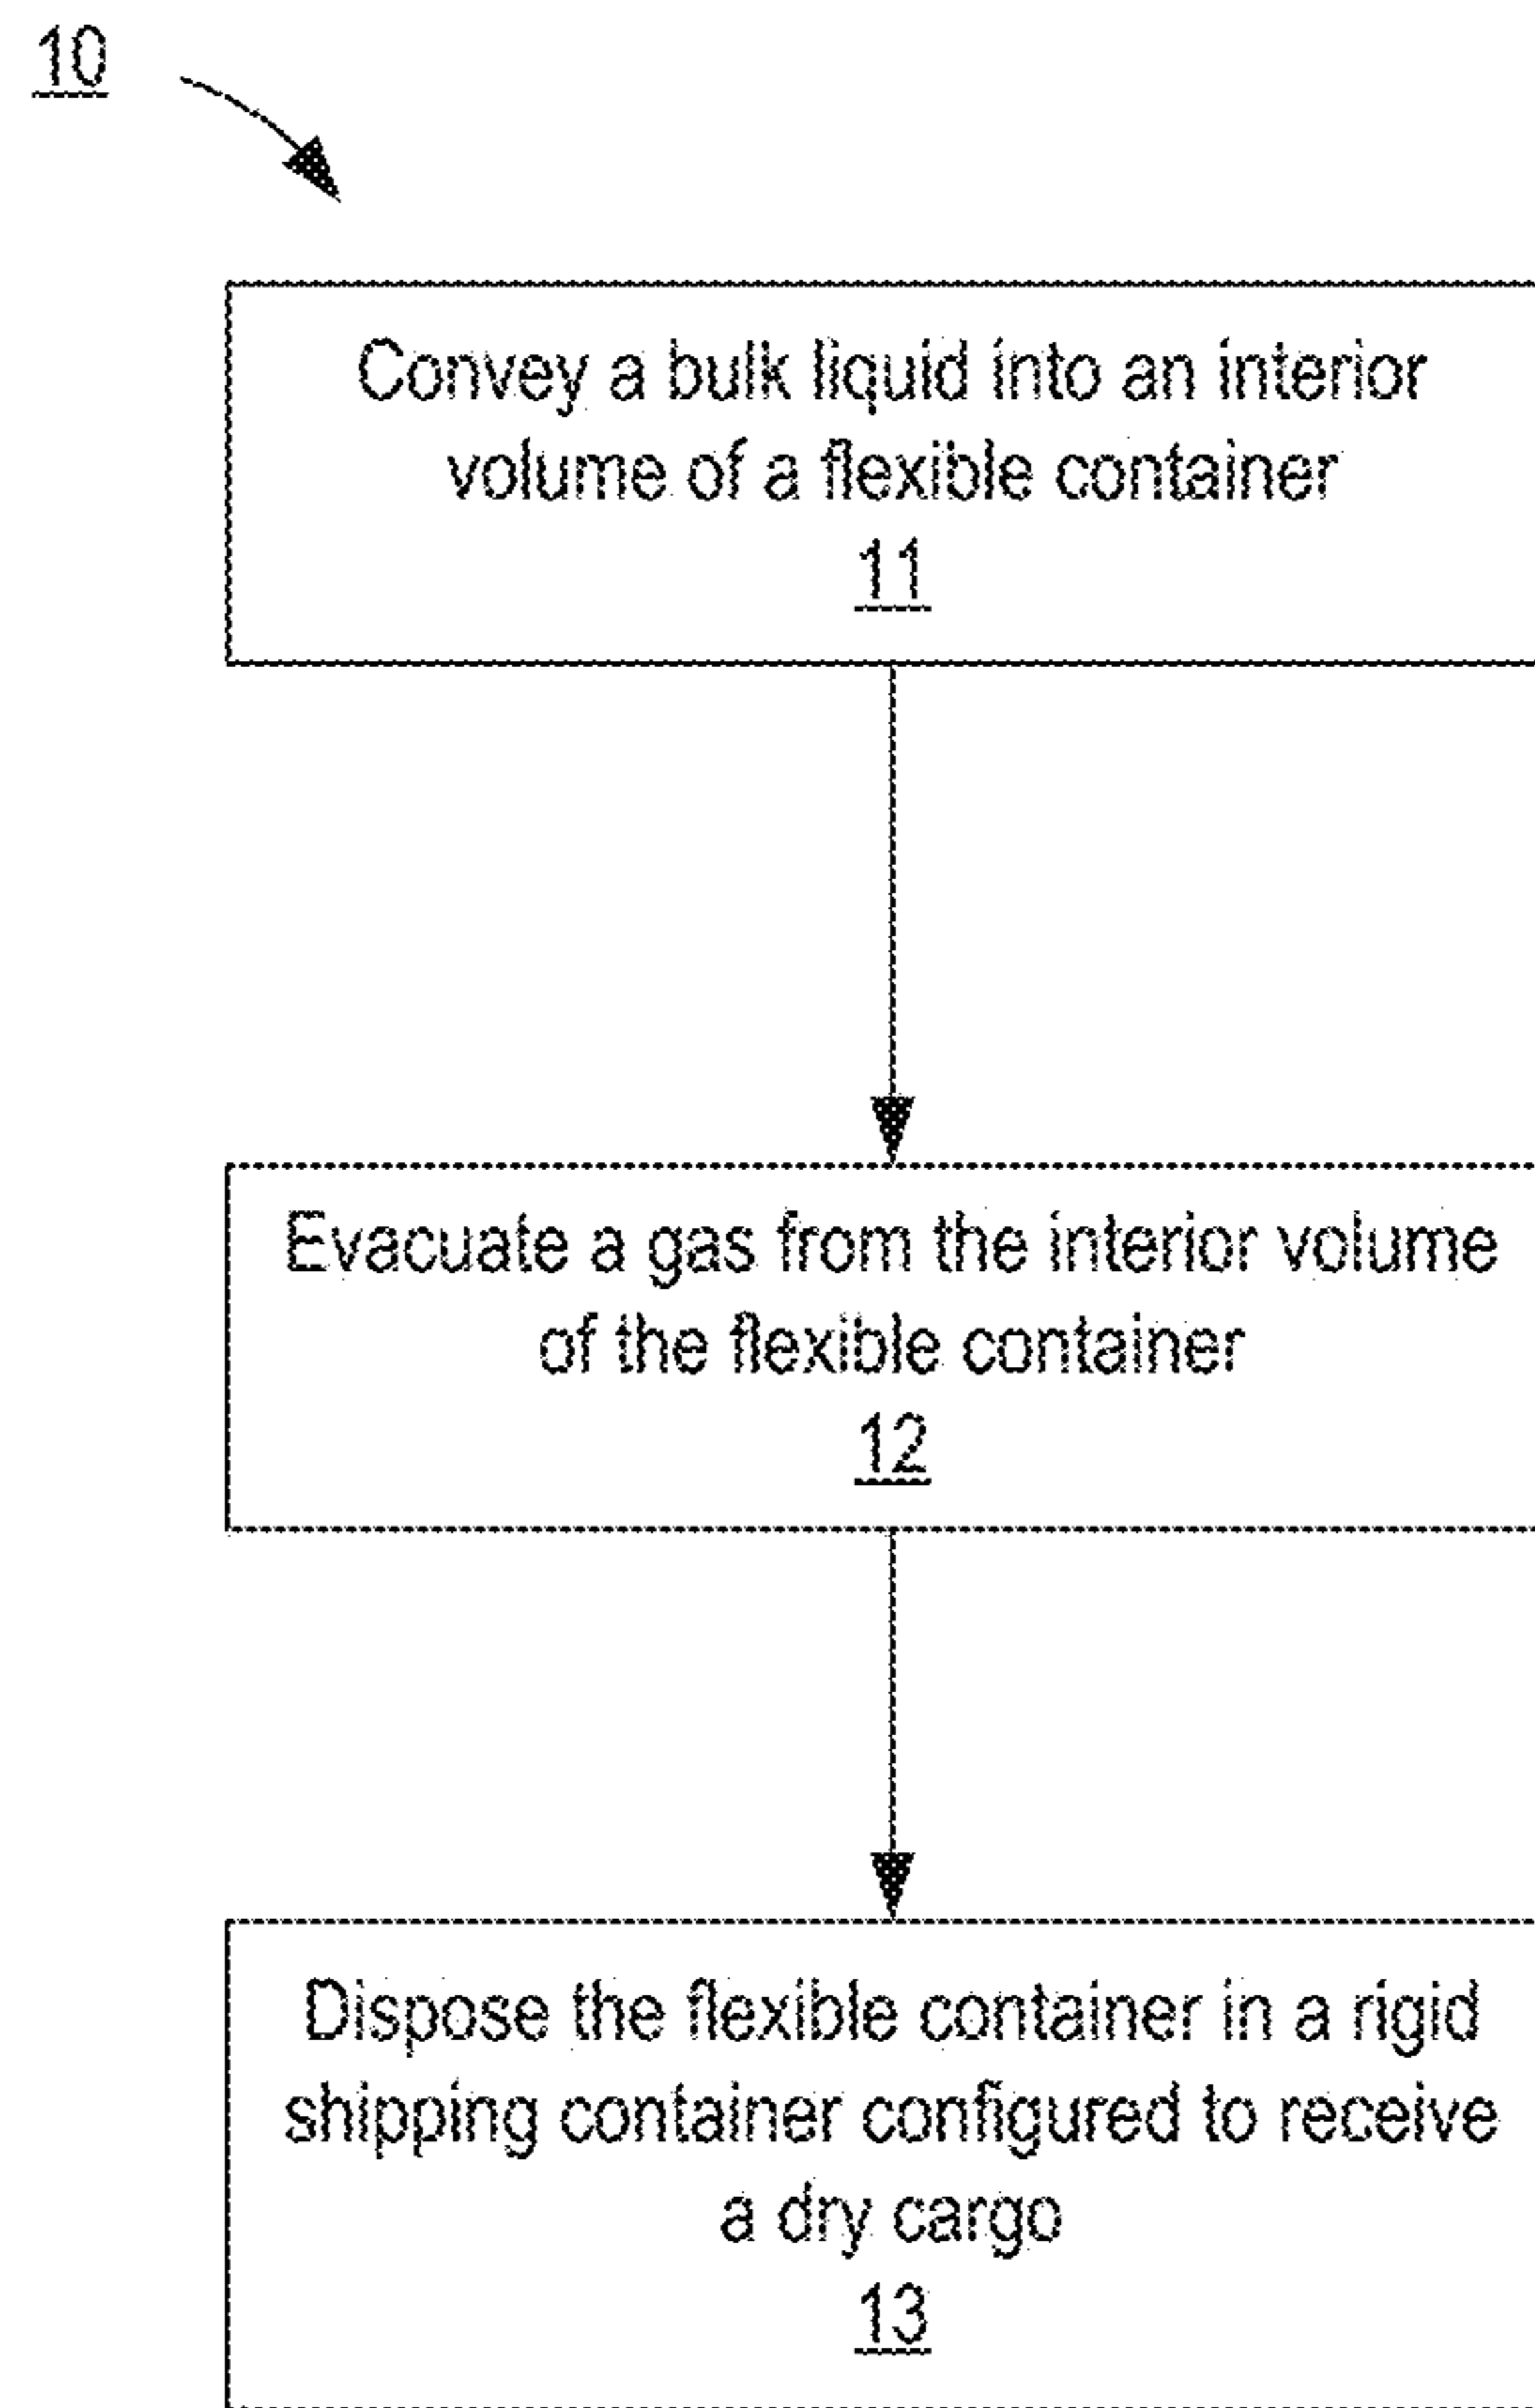 10
Convey a bulk liquid into an interior
volume of a flexible container
11
Evacuate a gas from the interior volume
of the flexible container
12
Dispose the flexible container in a rigid
shipping container configured to receive
a dry cargo
13